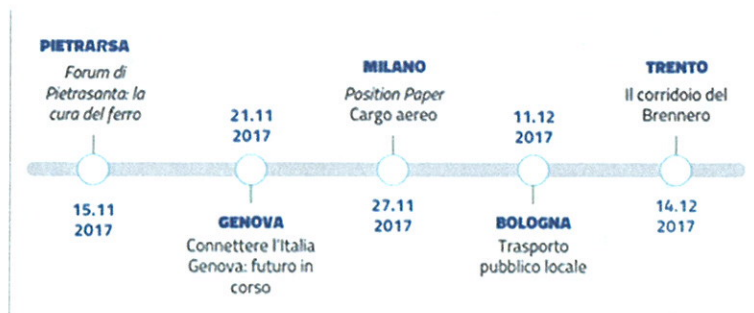 PIETRARSA
Forum di
Pietrasanta: la
cura del ferro
15.11
2017
21.11
2017
GENOVA
Connettere l'Italia
Genova: futuro in
corso
MILANO
Position Paper
Cargo aereo
27.11
2017
11.12
2017
BOLOGNA
Trasporto
pubblico locale
TRENTO
Il corridoio del
Brennero
14.12
2017